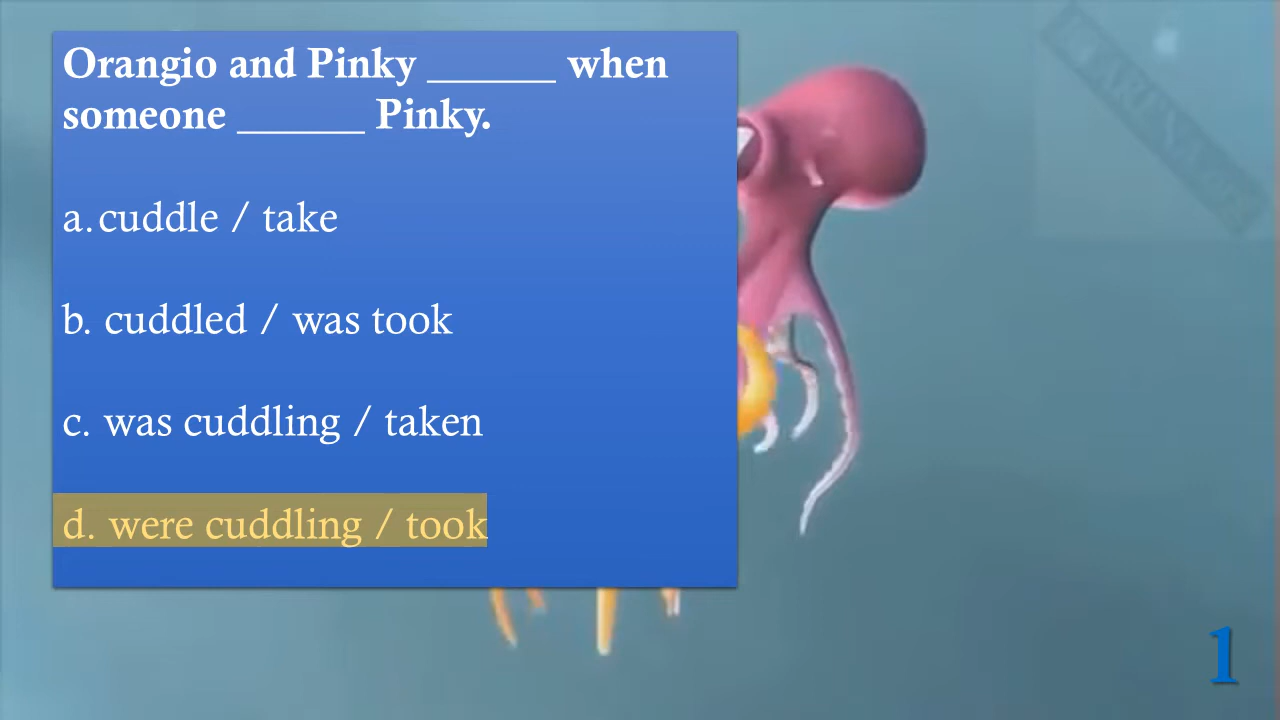 Orangio and Pinky ______ when
someone ______ Pinky.
a. cuddle / take
b. cuddled / was took
c. was cuddling / taken
d. were cuddling / took
1